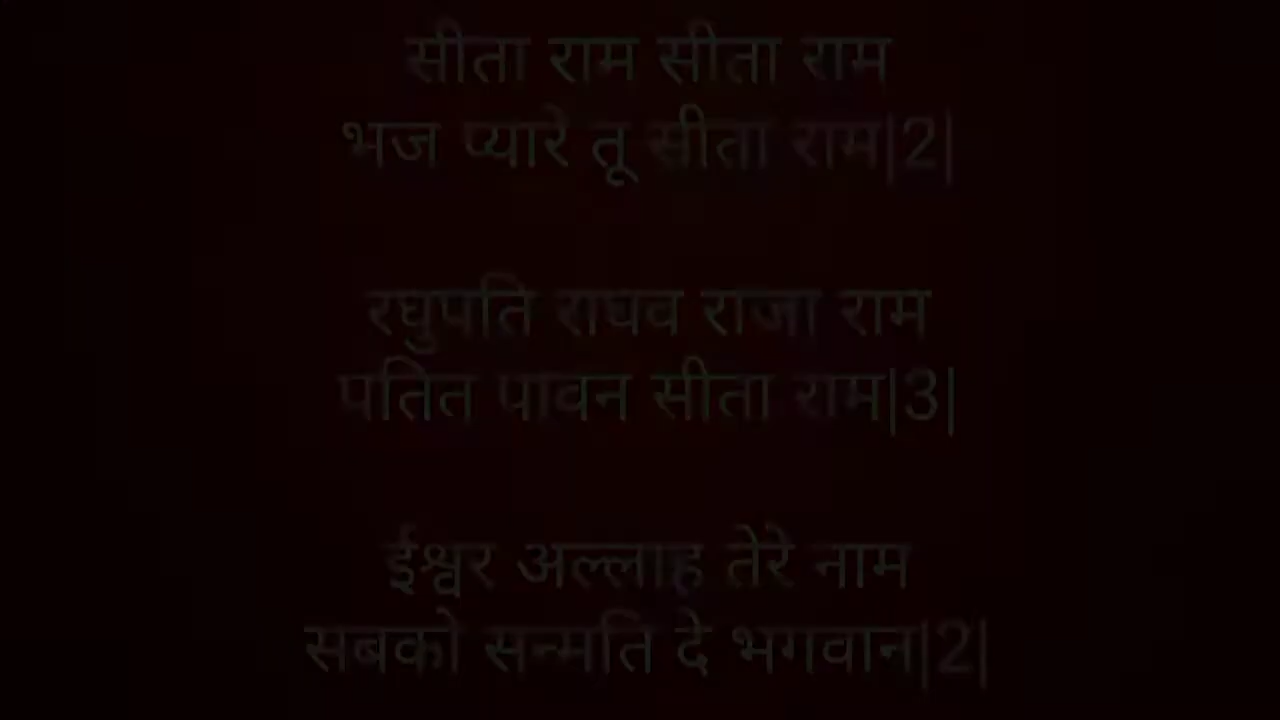 सीता राम सीता राम
भज प्यारे तू सीता राम|2|
रघुपति राघव राजा राम
पतित पावन सीता राम|3|
ईश्वर अल्लाह तेरे नाम
सबको सन्मति दे भगवान|2|